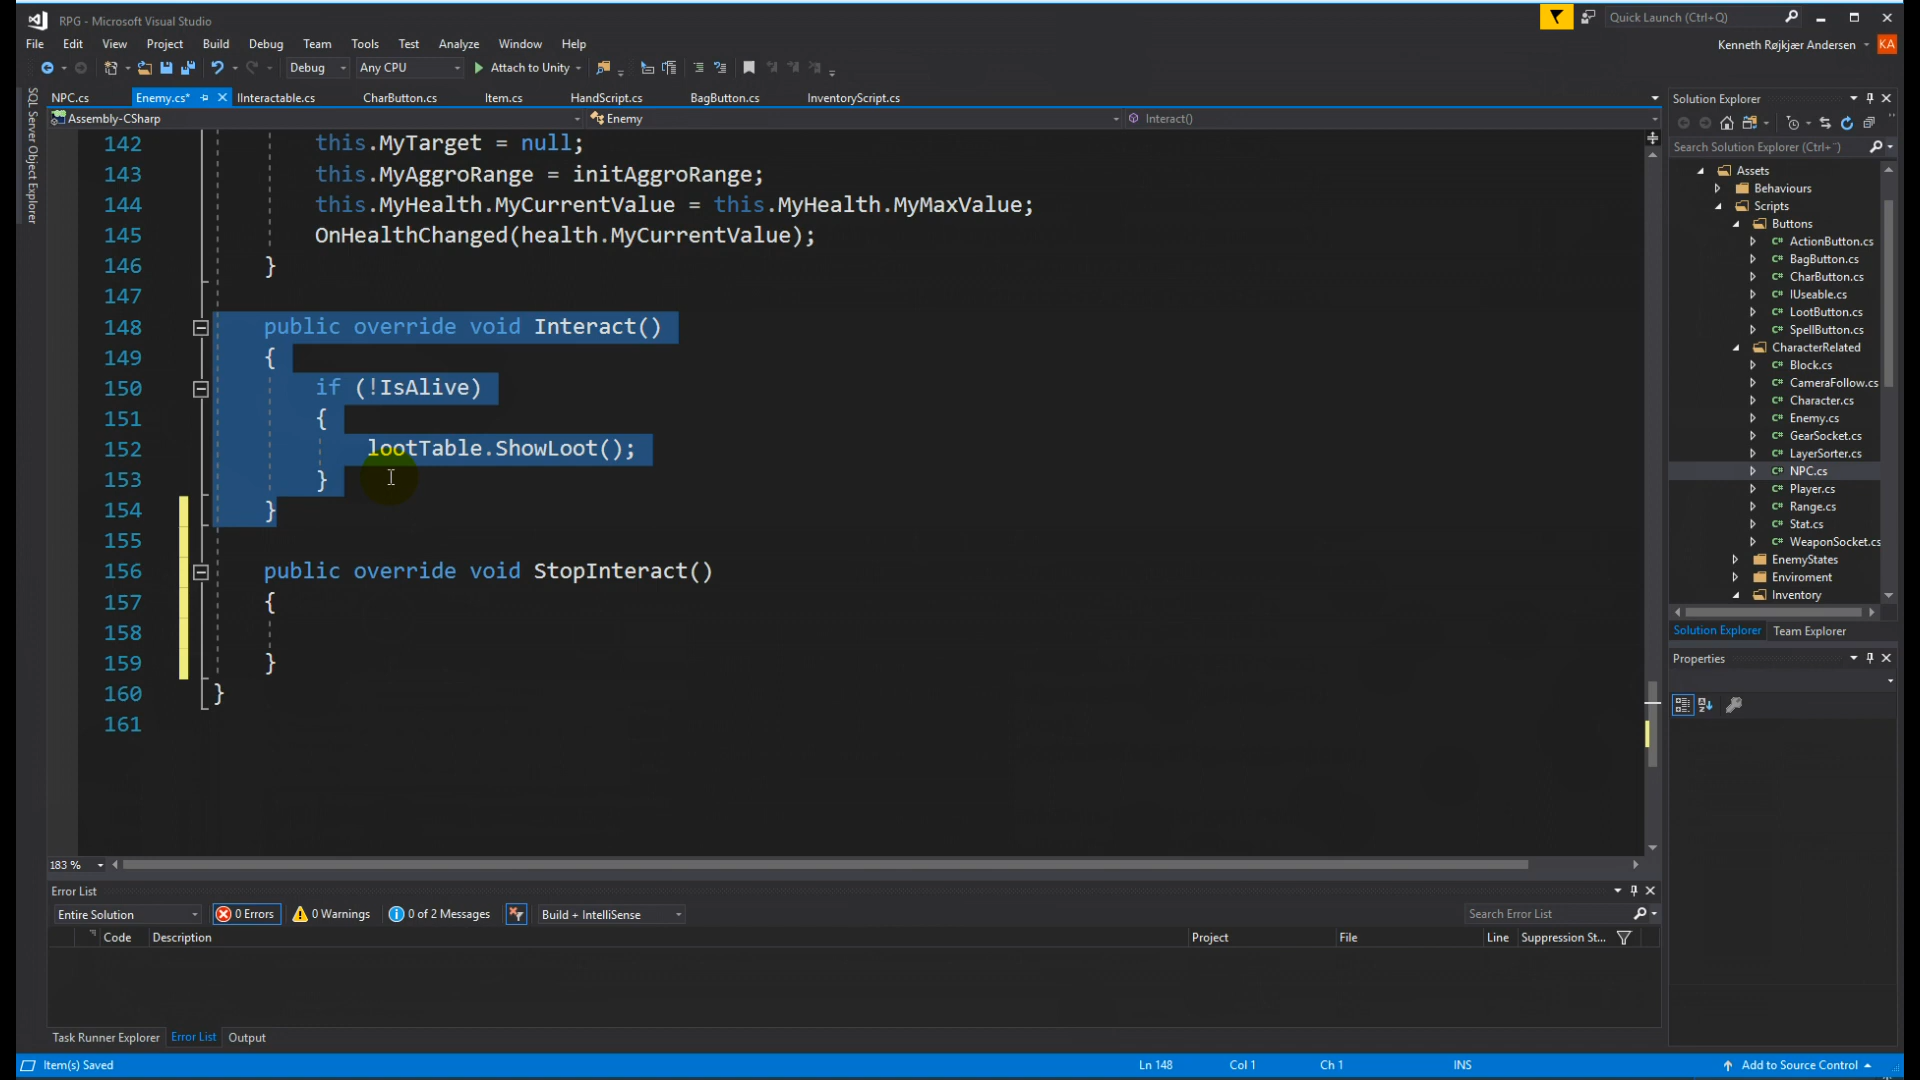 RPG - Microsoft Visual Studio
Quick Launch (Ctrl+Q)
File Edit View Project Build Debug Team Tools Test Analyze Window Help
Kenneth Røjkjær Andersen KA
Debug Any CPU Attach to Unity
SQL Server Object Explorer
NPC.cs Enemy.cs* IInteractable.cs CharButton.cs Item.cs HandScript.cs BagButton.cs InventoryScript.cs
Assembly-CSharp Enemy Interact()
142 this.MyTarget = null;
143 this.MyAggroRange = initAggroRange;
144 this.MyHealth.MyCurrentValue = this.MyHealth.MyMaxValue;
145 OnHealthChanged(health.MyCurrentValue);
146 }
147
148 public override void Interact()
149 {
150 if (!IsAlive)
151 {
152 lootTable.ShowLoot();
153 }
154 }
155
156 public override void StopInteract()
157 {
158
159 }
160 }
161
183 %
Solution Explorer
Search Solution Explorer (Ctrl+¨)
Assets
Behaviours
Scripts
Buttons
C# ActionButton.cs
C# BagButton.cs
C# CharButton.cs
C# IUseable.cs
C# LootButton.cs
C# SpellButton.cs
CharacterRelated
C# Block.cs
C# CameraFollow.cs
C# Character.cs
C# Enemy.cs
C# GearSocket.cs
C# LayerSorter.cs
C# NPC.cs
C# Player.cs
C# Range.cs
C# Stat.cs
C# WeaponSocket.cs
EnemyStates
Enviroment
Inventory
Solution Explorer Team Explorer
Properties
Error List
Entire Solution 0 Errors 0 Warnings 0 of 2 Messages Build + IntelliSense Search Error List
Code Description Project File Line Suppression St...
Task Runner Explorer Error List Output
Item(s) Saved Ln 148 Col 1 Ch 1 INS Add to Source Control